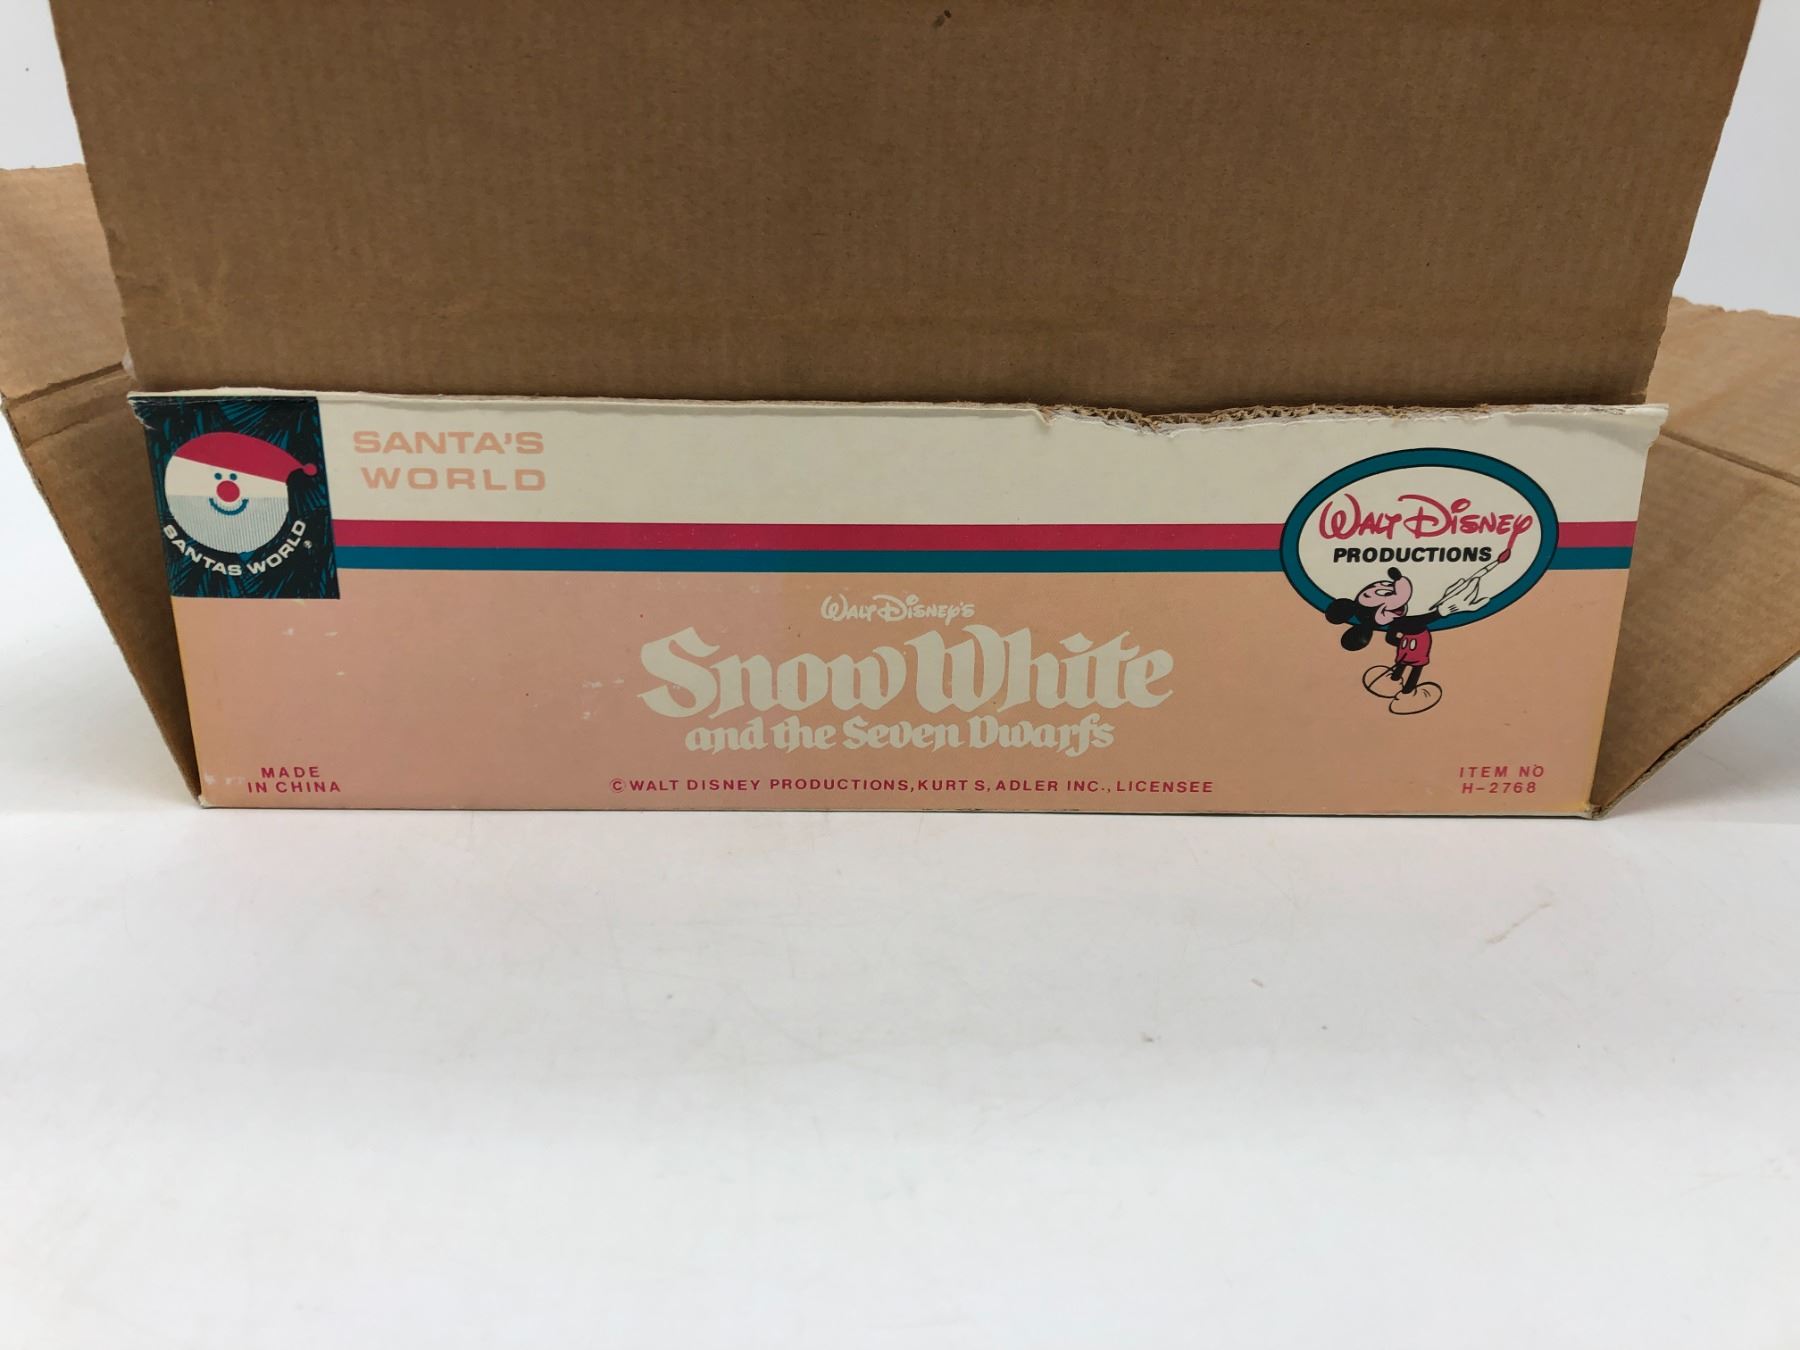 SANTA'S
WORLD
SANTAS WORLD
WALT DISNEY
PRODUCTIONS
WALT DISNEY'S
Snow White
and the Seven Dwarfs
MADE
IN CHINA
©WALT DISNEY PRODUCTIONS, KURT S, ADLER INC., LICENSEE
ITEM NO
H-2768